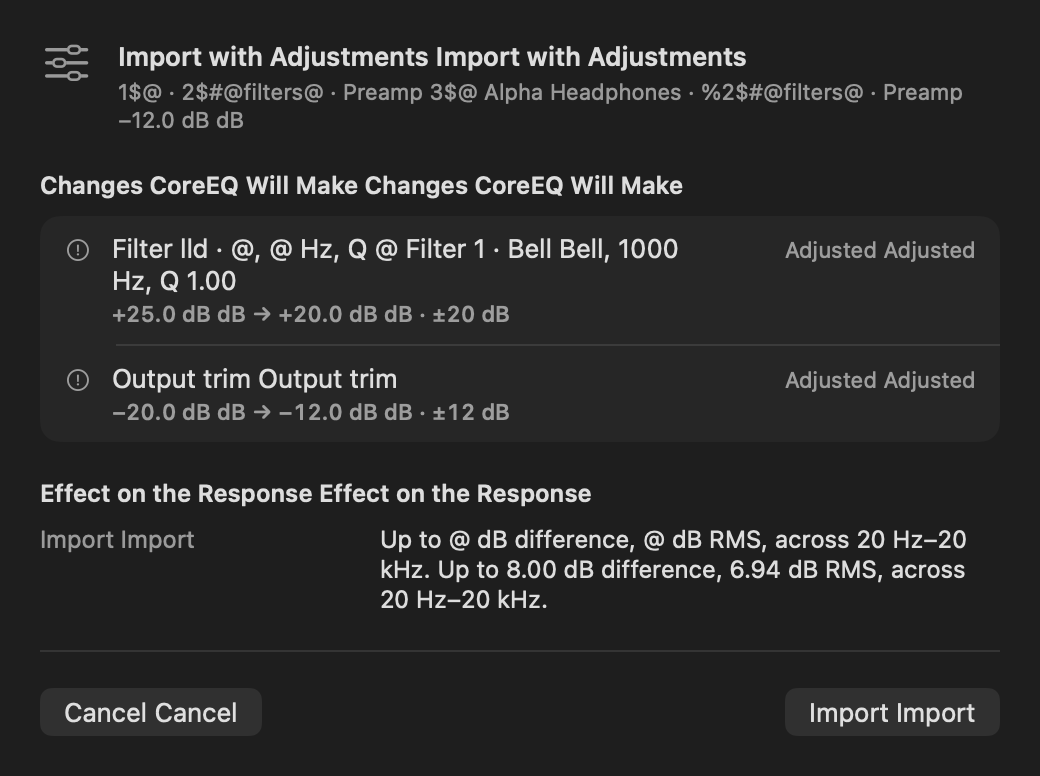 Import with Adjustments Import with Adjustments
1$@ · 2$#@filters@ · Preamp 3$@ Alpha Headphones · %2$#@filters@ · Preamp
−12.0 dB dB
Changes CoreEQ Will Make Changes CoreEQ Will Make
Filter lld · @, @ Hz, Q @ Filter 1 · Bell Bell, 1000
Hz, Q 1.00
Adjusted Adjusted
+25.0 dB dB → +20.0 dB dB · ±20 dB
Output trim Output trim
Adjusted Adjusted
−20.0 dB dB → −12.0 dB dB · ±12 dB
Effect on the Response Effect on the Response
Import Import
Up to @ dB difference, @ dB RMS, across 20 Hz–20
kHz. Up to 8.00 dB difference, 6.94 dB RMS, across
20 Hz–20 kHz.
Cancel Cancel
Import Import